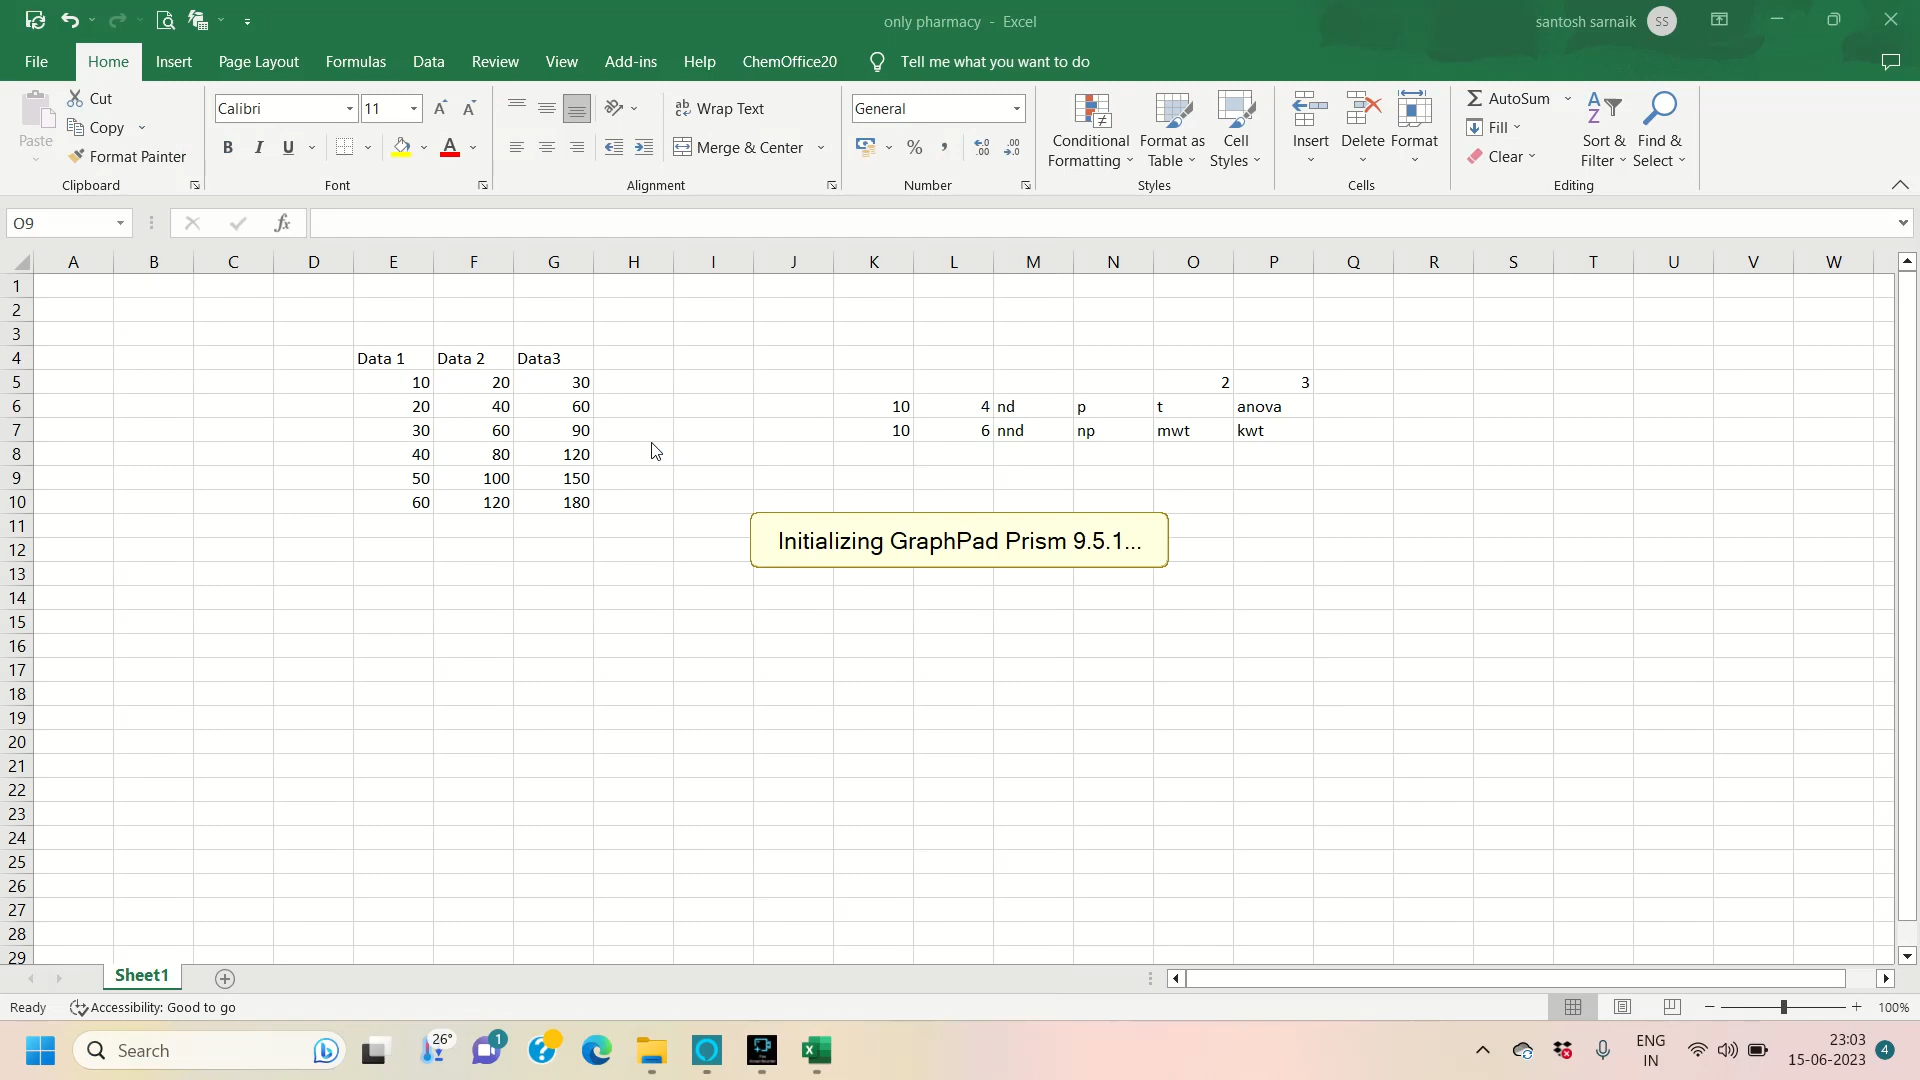 only pharmacy - Excel
santosh sarnaik
SS
File Home Insert Page Layout Formulas Data Review View Add-ins Help ChemOffice20 Tell me what you want to do
Paste
Cut
Copy
Format Painter
Clipboard
Calibri 11
B I U
Font
Wrap Text
Merge & Center
Alignment
General
Number
Conditional Formatting
Format as Table
Cell Styles
Styles
Insert Delete Format
Cells
AutoSum
Fill
Clear
Sort & Filter
Find & Select
Editing
O9
fx
A B C D E F G H I J K L M N O P Q R S T U V W
1
2
3
4 Data 1 Data 2 Data3
5 10 20 30 2 3
6 20 40 60 10 4 nd p t anova
7 30 60 90 10 6 nnd np mwt kwt
8 40 80 120
9 50 100 150
10 60 120 180
11
Initializing GraphPad Prism 9.5.1...
12
13
14
15
16
17
18
19
20
21
22
23
24
25
26
27
28
29
Sheet1
Ready Accessibility: Good to go
100%
Search
26°
1
ENG
IN
23:03
15-06-2023
4